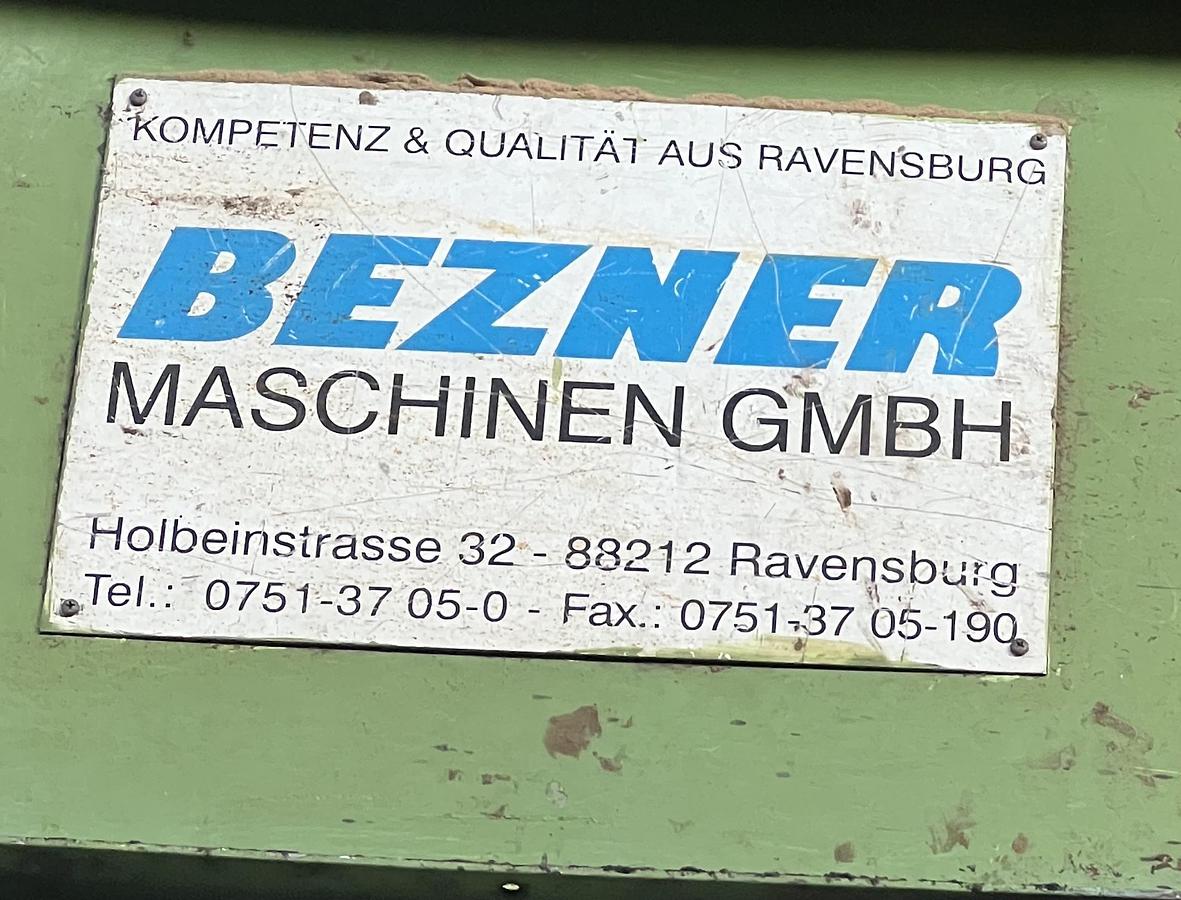 KOMPETENZ & QUALITÄT AUS RAVENSBURG
BEZNER
MASCHINEN GMBH
Holbeinstrasse 32 - 88212 Ravensburg
Tel.: 0751-37 05-0 - Fax.: 0751-37 05-190